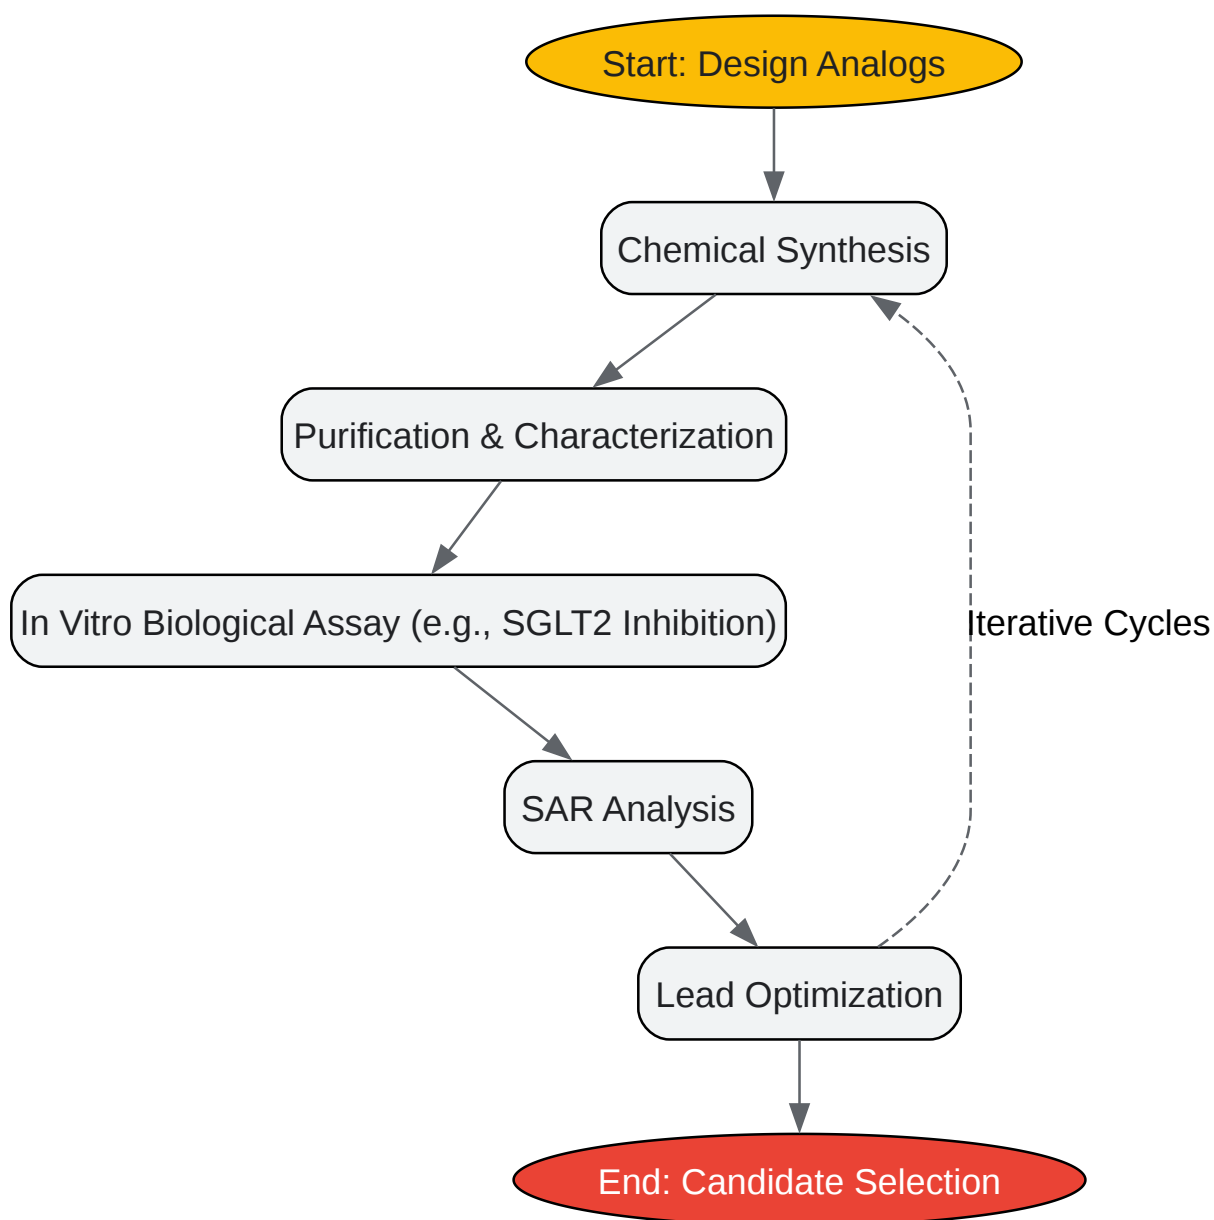 Start: Design Analogs
Chemical Synthesis
Purification & Characterization
In Vitro Biological Assay (e.g., SGLT2 Inhibition)
Iterative Cycles
SAR Analysis
Lead Optimization
End: Candidate Selection